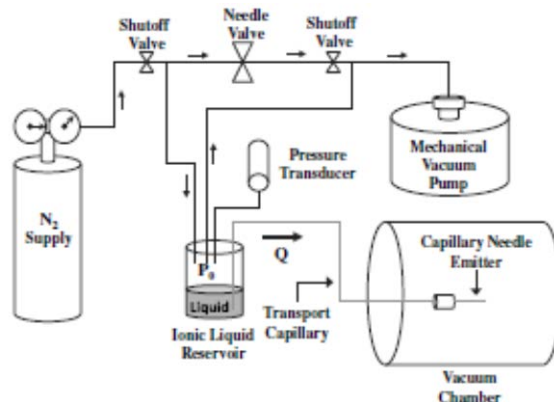 Shutoff
Valve
Needle
Valve
Shutoff
Valve
N2
Supply
Pressure
Transducer
Mechanical
Vacuum
Pump
P0
Liquid
Q
Ionic Liquid
Reservoir
Transport
Capillary
Capillary Needle
Emitter
Vacuum
Chamber